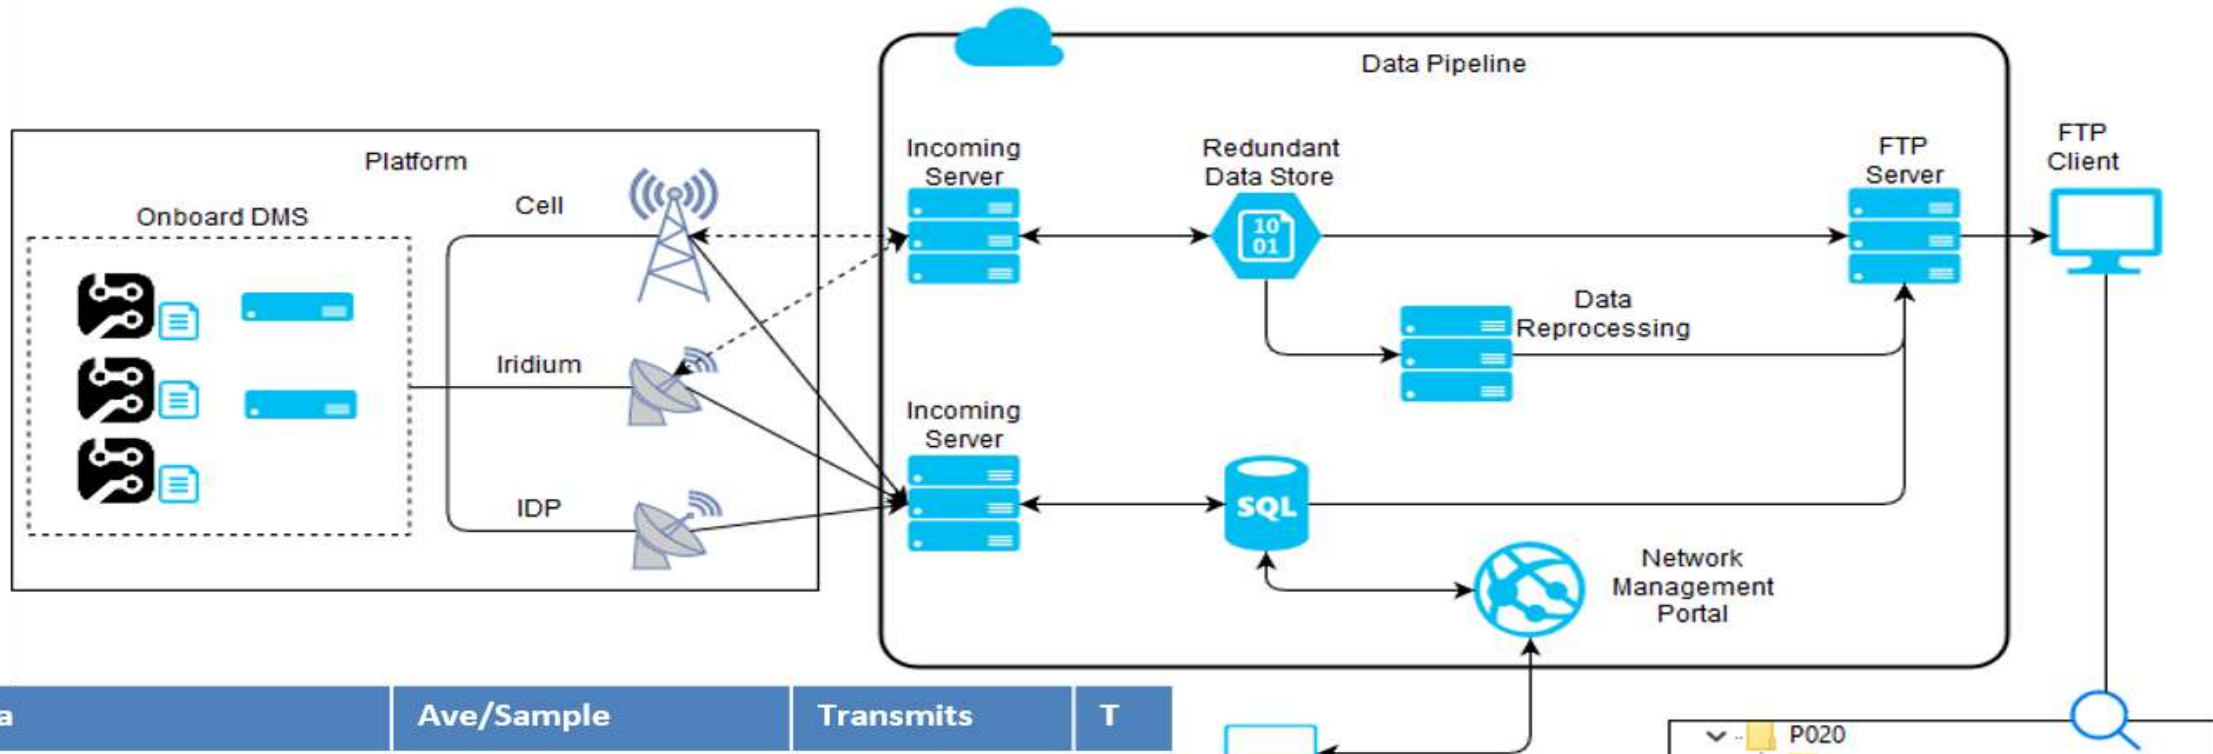 Data Pipeline
Platform
Onboard DMS
Cell
Iridium
IDP
Incoming
Server
Redundant
Data Store
10
01
FTP
Server
FTP
Client
Data
Reprocessing
Incoming
Server
SQL
Network
Management
Portal
a
Ave/Sample
Transmits
T
P020